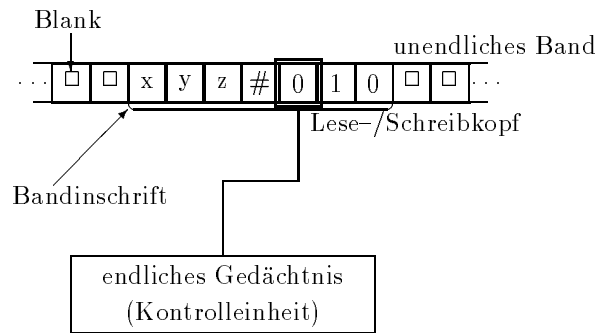 Blank
unendliches Band
· · · □ □ x y z # 0 1 0 □ □ · · ·
Lese–/Schreibkopf
Bandinschrift
endliches Gedächtnis
(Kontrolleinheit)